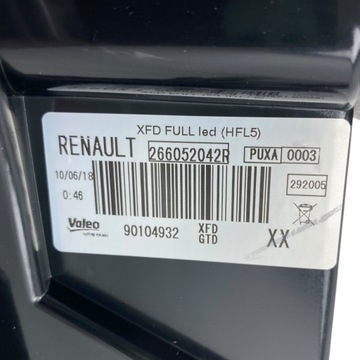 XFD FULL led (HFL5)
RENAULT 266052042R PUXA 0003
10/06/18 292005
0:46
Valeo 90104932 XFD GTD XX